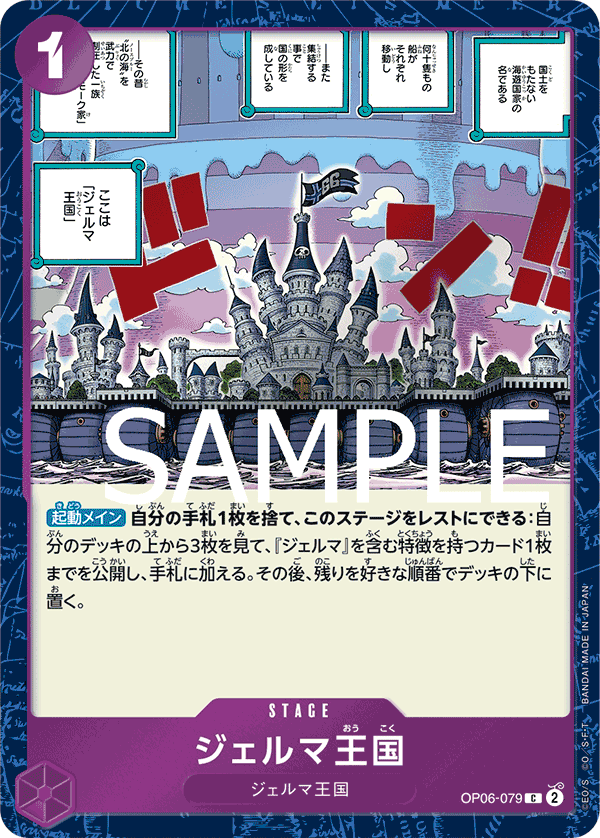 1
国土を
もたない
海遊国家の
名である
何十隻もの
船が
それぞれ
移動し
──また
集結する
事で
国の形を
成している
──その昔
"北の海"を
武力で
制圧した一族
ここは
「ジェルマ
王国」
ドン!!
66
SAMPLE
起動メイン 自分の手札1枚を捨て、このステージをレストにできる:自
分のデッキの上から3枚を見て、『ジェルマ』を含む特徴を持つカード1枚
までを公開し、手札に加える。その後、残りを好きな順番でデッキの下に
置く。
STAGE
ジェルマ王国
ジェルマ王国
OP06-079 C 2
©E.O/S. ©O./S.F.T BANDAI MADE IN JAPAN